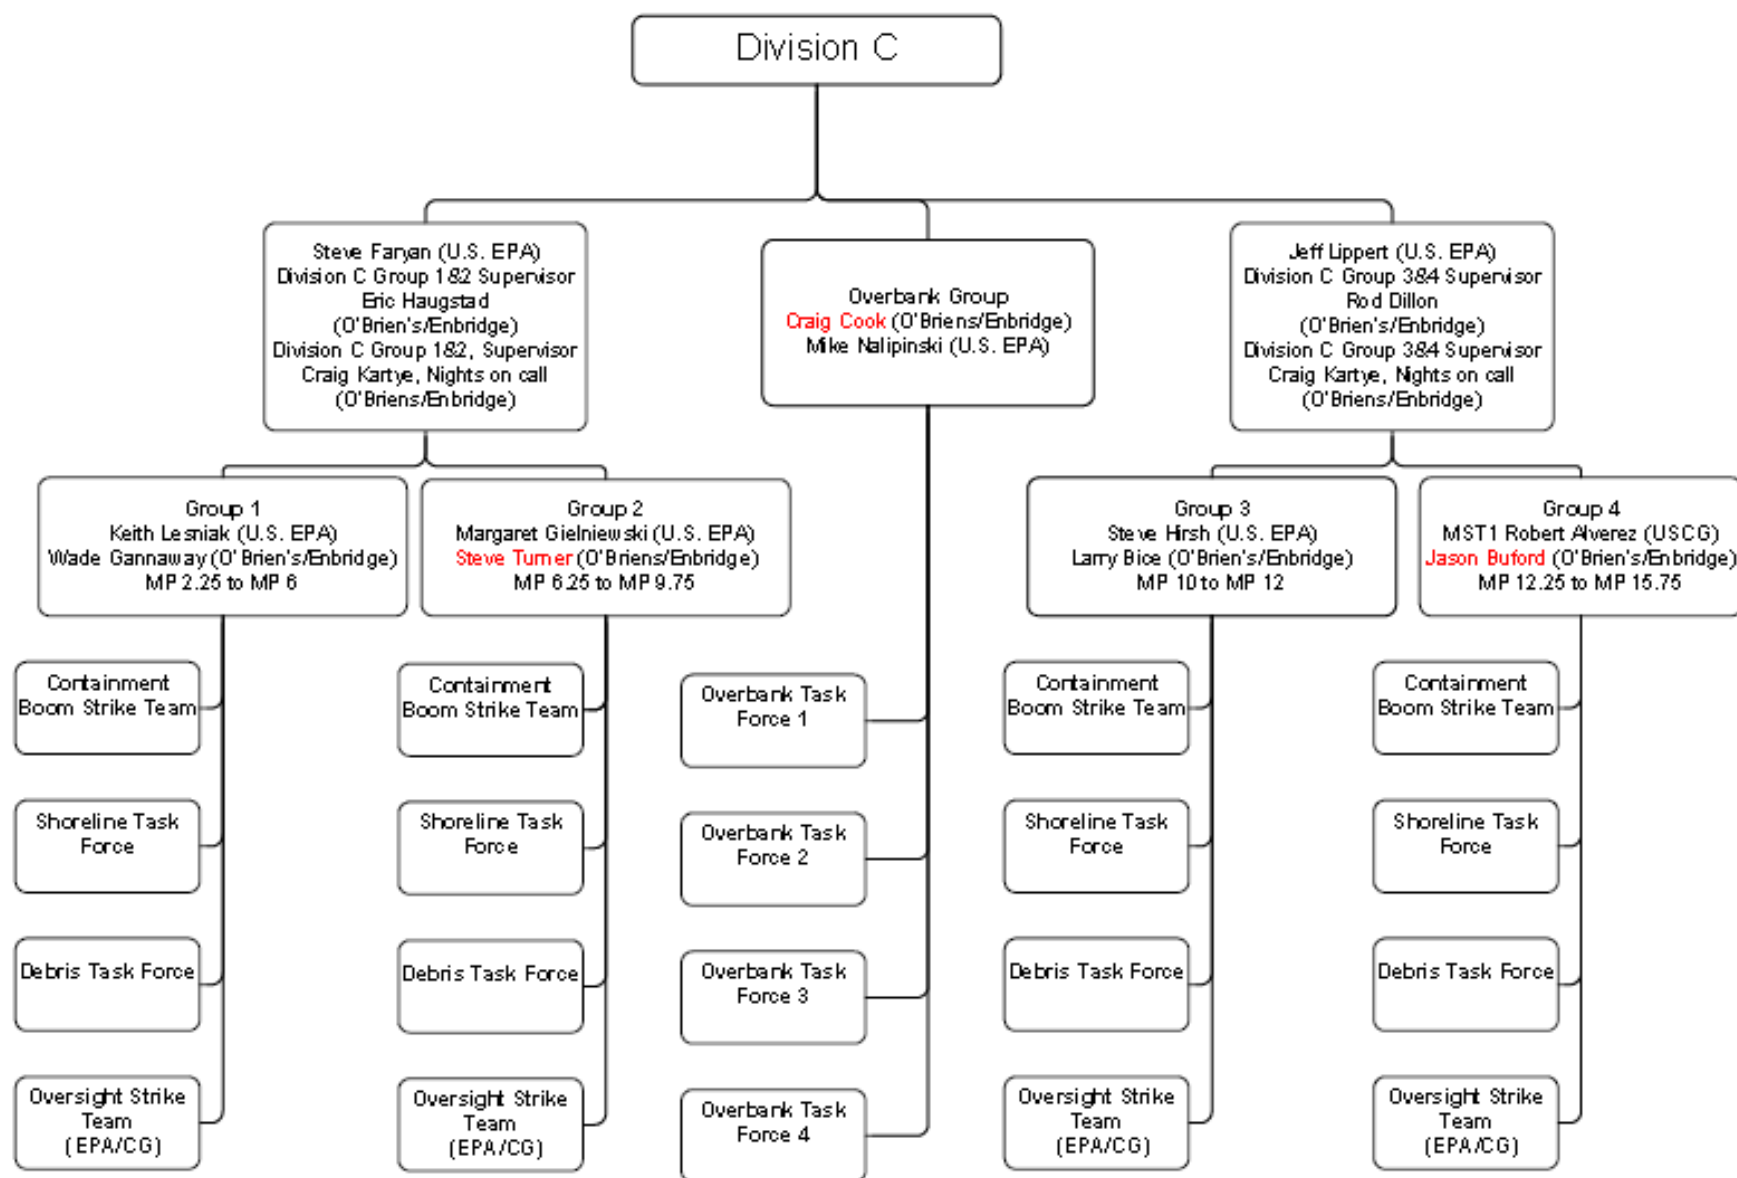 Division C
Steve Faryan (U.S. EPA)
Division C Group 1&2 Supervisor
Eric Haugstad
(O'Brien's/Enbridge)
Division C Group 1&2, Supervisor
Craig Kartye, Nights on call
(O'Briens/Enbridge)
Overbank Group
Craig Cook (O'Briens/Enbridge)
Mike Nalipinski (U.S. EPA)
Jeff Lippert (U.S. EPA)
Division C Group 3&4 Supervisor
Rod Dillon
(O'Brien's/Enbridge)
Division C Group 3&4 Supervisor
Craig Kartye, Nights on call
(O'Briens/Enbridge)
Group 1
Keith Lesniak (U.S. EPA)
Wade Gannaway (O'Brien's/Enbridge)
MP 2.25 to MP 6
Group 2
Margaret Gielniewski (U.S. EPA)
Steve Turner (O'Briens/Enbridge)
MP 6.25 to MP 9.75
Group 3
Steve Hirsh (U.S. EPA)
Larry Bice (O'Brien's/Enbridge)
MP 10 to MP 12
Group 4
MST1 Robert Alverez (USCG)
Jason Buford (O'Brien's/Enbridge)
MP 12.25 to MP 15.75
Containment
Boom Strike Team
Shoreline Task
Force
Debris Task Force
Oversight Strike
Team
(EPA/CG)
Containment
Boom Strike Team
Shoreline Task
Force
Debris Task Force
Oversight Strike
Team
(EPA/CG)
Overbank Task
Force 1
Overbank Task
Force 2
Overbank Task
Force 3
Overbank Task
Force 4
Containment
Boom Strike Team
Shoreline Task
Force
Debris Task Force
Oversight Strike
Team
(EPA/CG)
Containment
Boom Strike Team
Shoreline Task
Force
Debris Task Force
Oversight Strike
Team
(EPA/CG)